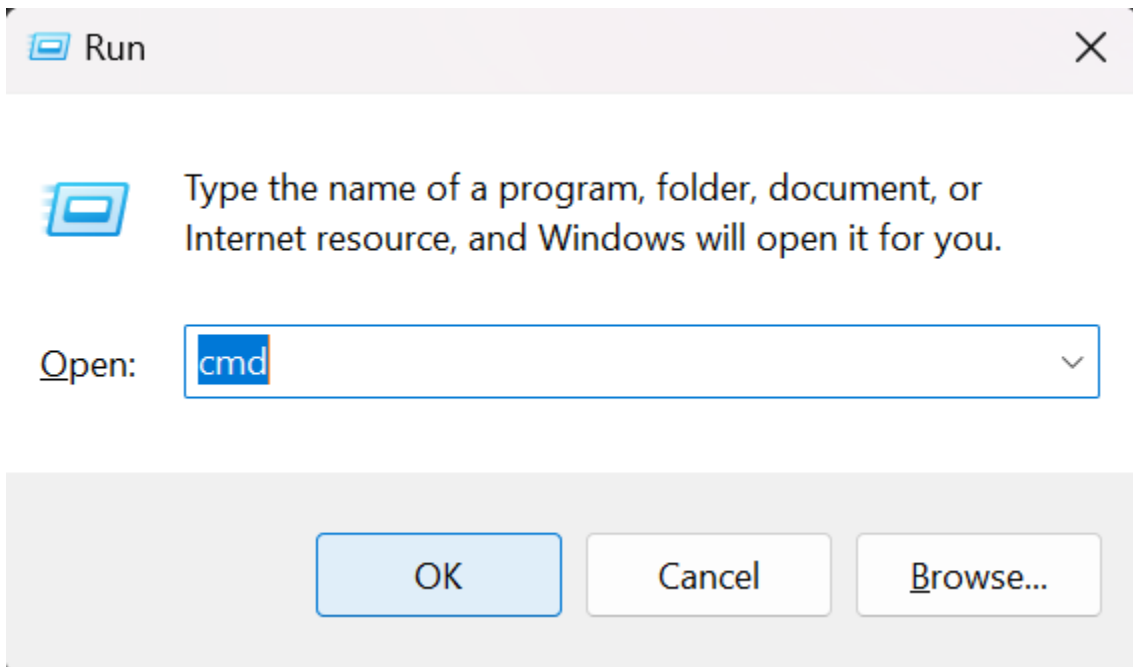 Run
Type the name of a program, folder, document, or
Internet resource, and Windows will open it for you.
Open: cmd
OK Cancel Browse...